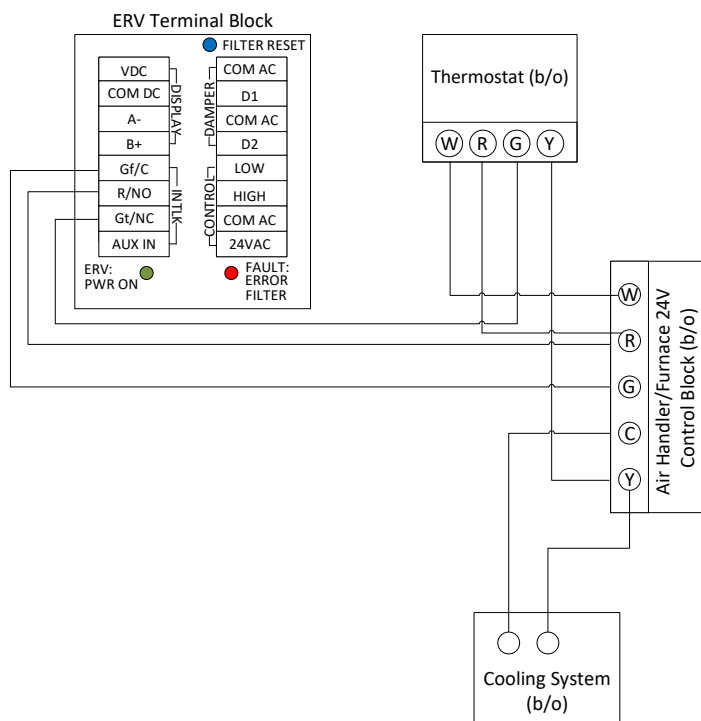 ERV Terminal Block
FILTER RESET
VDC
COM DC
A-
B+
Gf/C
R/NO
Gt/NC
AUX IN
DISPLAY
INTLK
DAMPER
CONTROL
COM AC
D1
COM AC
D2
LOW
HIGH
COM AC
24VAC
ERV:
PWR ON
FAULT:
ERROR
FILTER
Thermostat (b/o)
W R G Y
W
R
G
C
Y
Air Handler/Furnace 24V
Control Block (b/o)
Cooling System
(b/o)